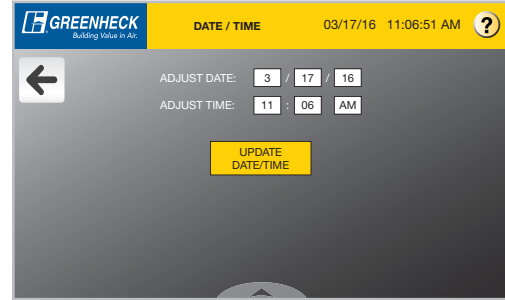 GREENHECK
Building Value in Air.
DATE / TIME
03/17/16 11:06:51 AM
?
ADJUST DATE: 3 / 17 / 16
ADJUST TIME: 11 : 06 AM
UPDATE
DATE/TIME